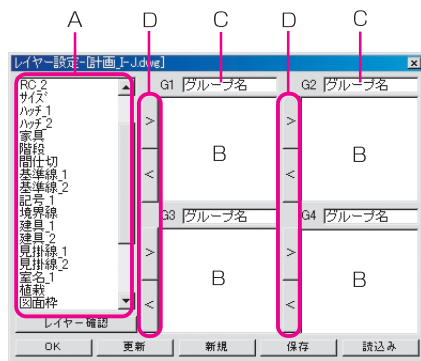 A D C D C
レイヤー設定-[計画_I-J.dwg]
G1 グループ名 G2 グループ名
RC_2
サイズ
ハッチ_1
ハッチ_2
家具
階段
間仕切
基準線_1
基準線_2
記号_1
境界線
建具_1
建具_2
見掛線_1
見掛線_2
室名_1
植栽
図面枠
> >
B B
< <
G3 グループ名 G4 グループ名
> >
B B
< <
レイヤー確認
OK 更新 新規 保存 読込み